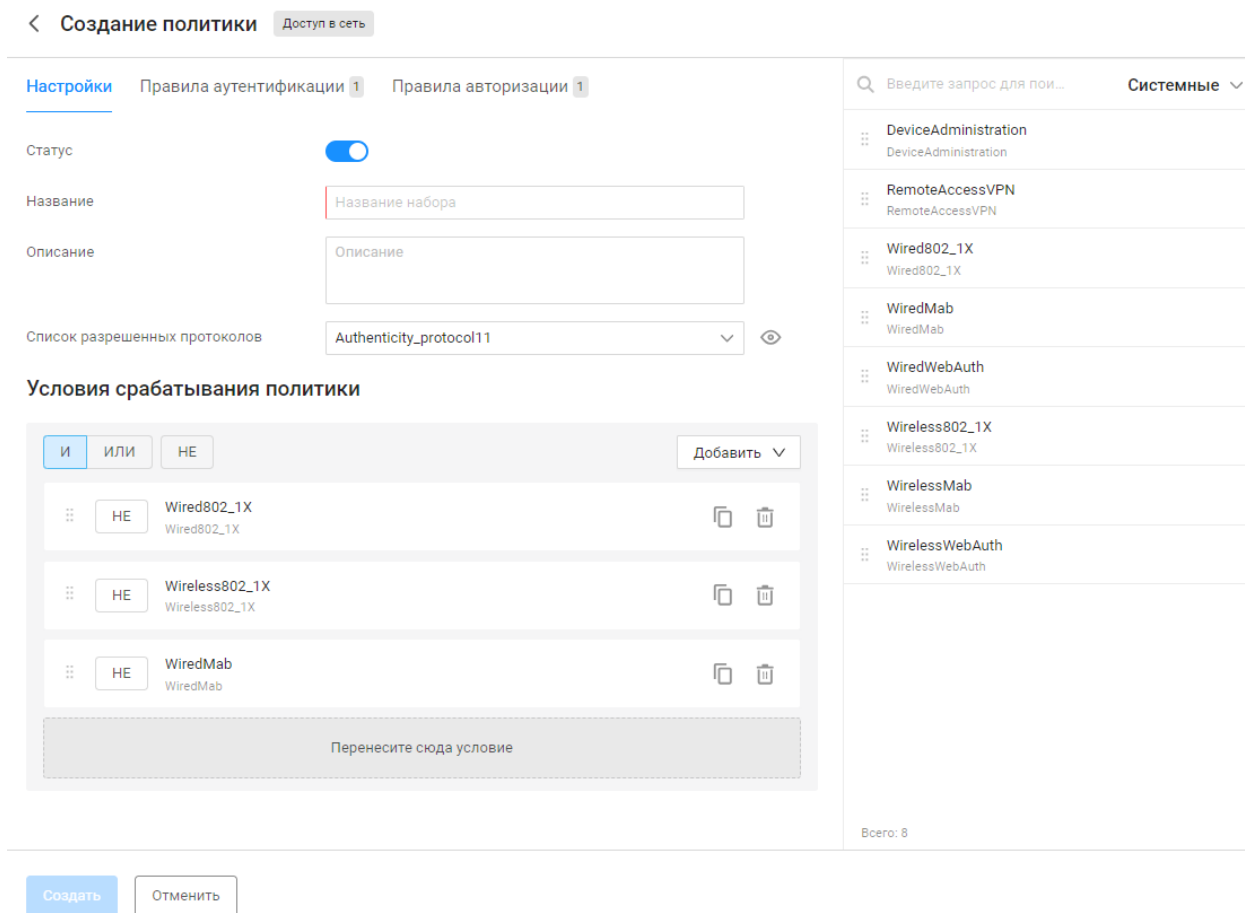 Создание политики Доступ в сеть
Настройки Правила аутентификации 1 Правила авторизации 1
Статус
Название Название набора
Описание Описание
Список разрешенных протоколов Authenticity_protocol11
Условия срабатывания политики
И ИЛИ НЕ Добавить
НЕ Wired802_1X
Wired802_1X
НЕ Wireless802_1X
Wireless802_1X
НЕ WiredMab
WiredMab
Перенесите сюда условие
Введите запрос для пои... Системные
DeviceAdministration
DeviceAdministration
RemoteAccessVPN
RemoteAccessVPN
Wired802_1X
Wired802_1X
WiredMab
WiredMab
WiredWebAuth
WiredWebAuth
Wireless802_1X
Wireless802_1X
WirelessMab
WirelessMab
WirelessWebAuth
WirelessWebAuth
Всего: 8
Создать Отменить